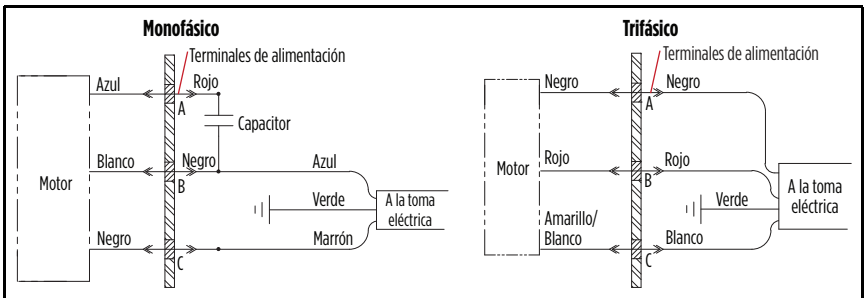 Monofásico
Terminales de alimentación
Azul
Rojo
A
Capacitor
Blanco
Negro
Azul
B
Motor
Verde
A la toma
eléctrica
Negro
Marrón
C
Trifásico
Terminales de alimentación
Negro
Negro
A
Rojo
Rojo
Motor
B
A la toma
eléctrica
Verde
Amarillo/
Blanco
Blanco
C